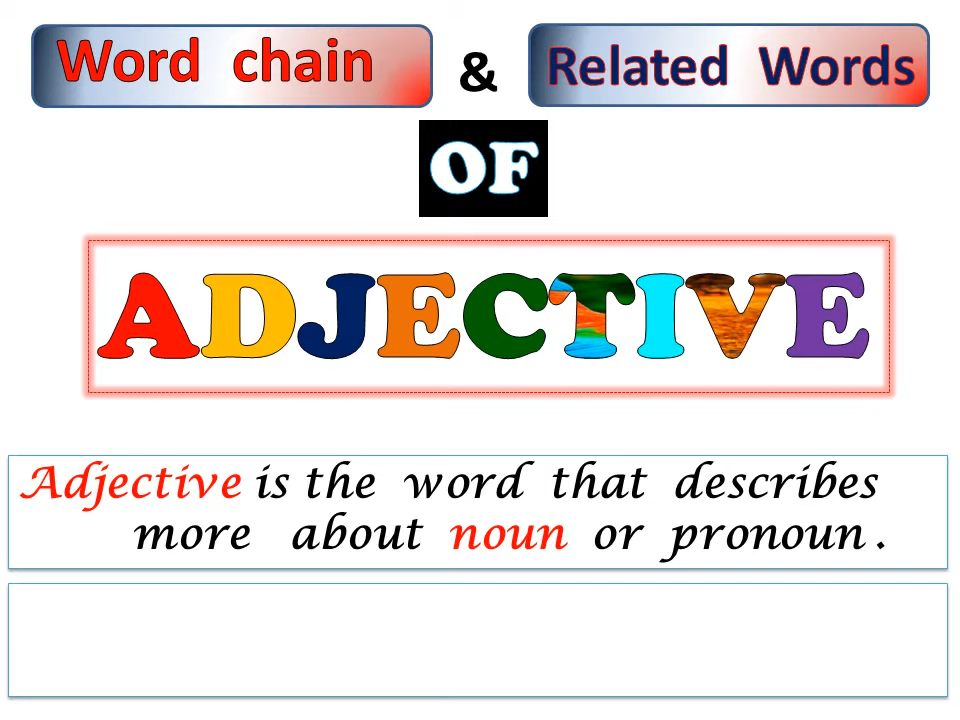 Word chain & Related Words
OF
ADJECTIVE
Adjective is the word that describes
more about noun or pronoun .